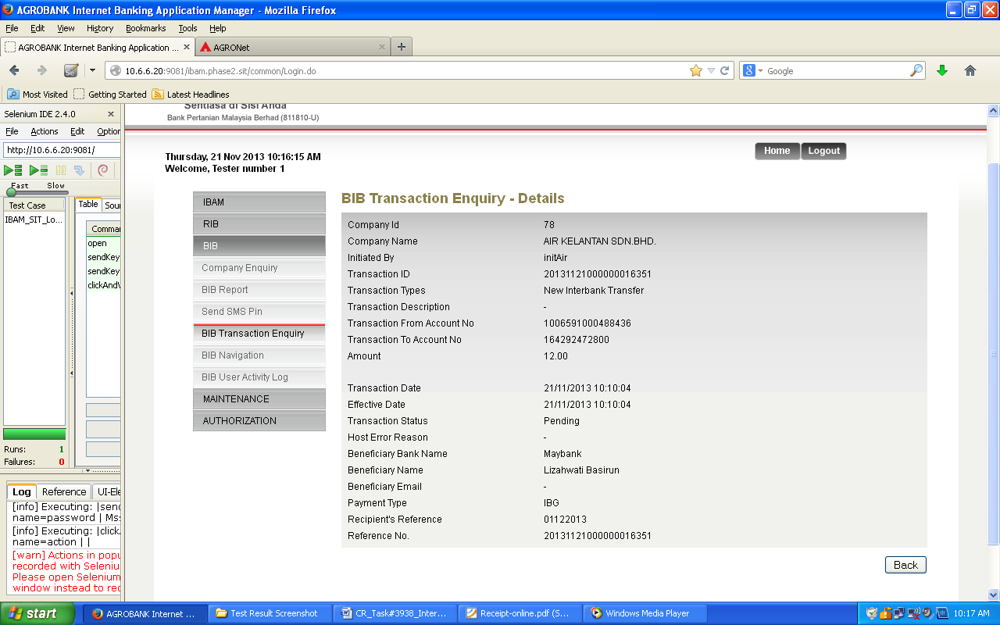 AGROBANK Internet Banking Application Manager - Mozilla Firefox
File Edit View History Bookmarks Tools Help
AGROBANK Internet Banking Application ... × AGRONet × +
10.6.6.20:9081/ibam.phase2.sit/common/Login.do Google
Most Visited Getting Started Latest Headlines
Selenium IDE 2.4.0 ×
File Actions Edit Option
http://10.6.6.20:9081/
Fast Slow
Test Case
IBAM_SIT_Lo...
Table Sour
Comma
open
sendKey
sendKey
clickAndV
Runs: 1
Failures: 0
Log Reference UI-Ele
[info] Executing: |send
name=password | Mss
[info] Executing: |click
name=action | |
[warn] Actions in popu
recorded with Seleniu
Please open Selenium
window instead to rec
Sentiasa di Sisi Anda
Bank Pertanian Malaysia Berhad (811810-U)
Thursday, 21 Nov 2013 10:16:15 AM
Welcome, Tester number 1
Home Logout
IBAM
RIB
BIB
Company Enquiry
BIB Report
Send SMS Pin
BIB Transaction Enquiry
BIB Navigation
BIB User Activity Log
MAINTENANCE
AUTHORIZATION
BIB Transaction Enquiry - Details
Company Id 78
Company Name AIR KELANTAN SDN.BHD.
Initiated By initAir
Transaction ID 20131121000000016351
Transaction Types New Interbank Transfer
Transaction Description -
Transaction From Account No 1006591000488436
Transaction To Account No 164292472800
Amount 12.00
Transaction Date 21/11/2013 10:10:04
Effective Date 21/11/2013 10:10:04
Transaction Status Pending
Host Error Reason -
Beneficiary Bank Name Maybank
Beneficiary Name Lizahwati Basirun
Beneficiary Email -
Payment Type IBG
Recipient's Reference 01122013
Reference No. 20131121000000016351
Back
start AGROBANK Internet ... Test Result Screenshot CR_Task#3938_Inter... Receipt-online.pdf (S... Windows Media Player 10:17 AM